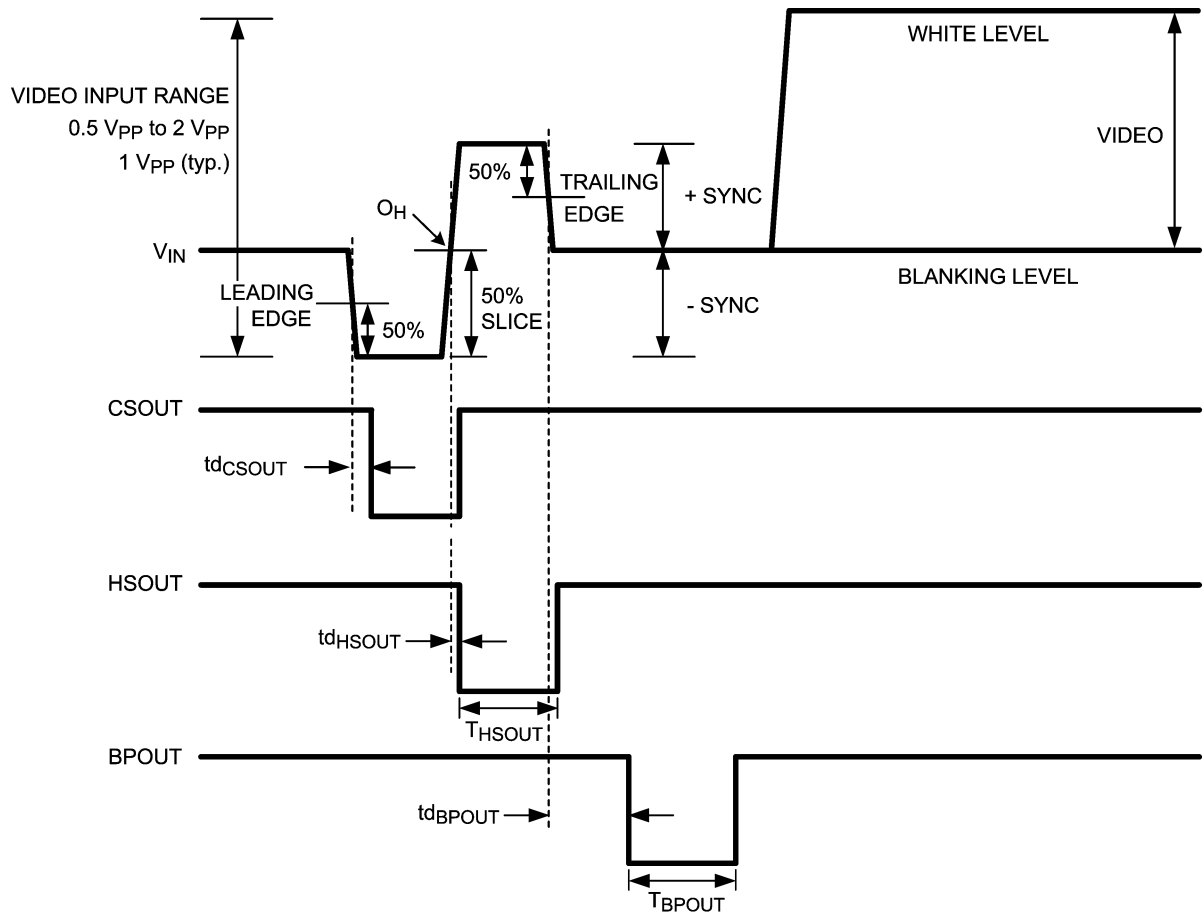 WHITE LEVEL
VIDEO INPUT RANGE
0.5 VPP to 2 VPP
1 VPP (typ.)
VIDEO
50%
TRAILING
EDGE
+ SYNC
OH
VIN
BLANKING LEVEL
LEADING
EDGE
50%
50%
SLICE
- SYNC
CSOUT
tdCSOUT
HSOUT
tdHSOUT
THSOUT
BPOUT
tdBPOUT
TBPOUT